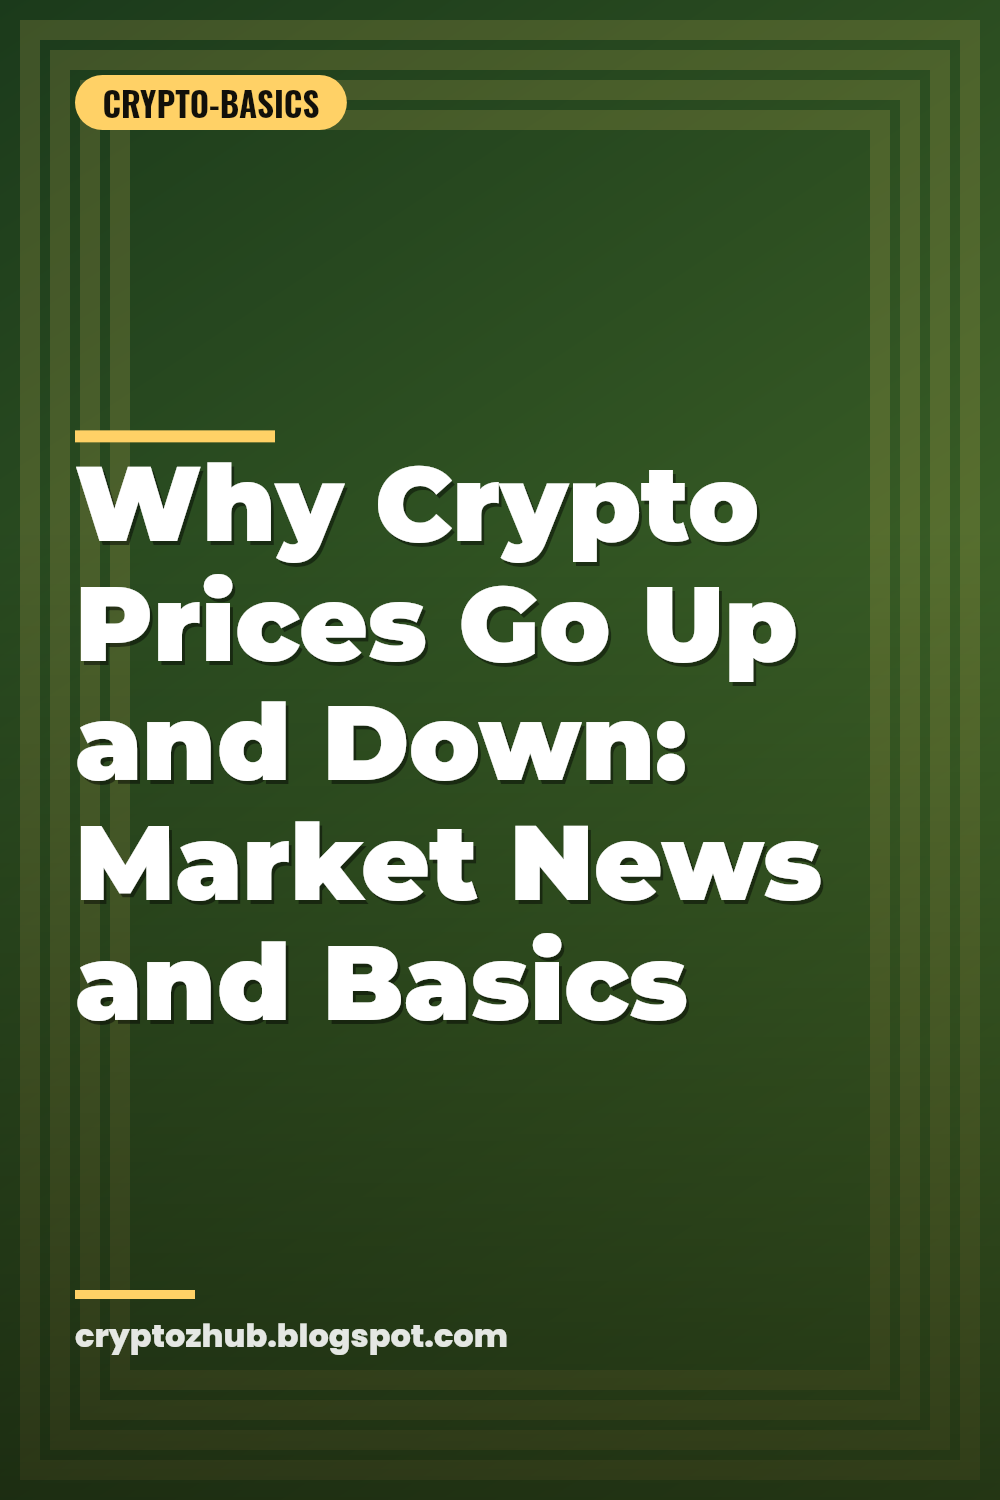 CRYPTO-BASICS
Why Crypto
Prices Go Up
and Down:
Market News
and Basics
cryptozhub.blogspot.com